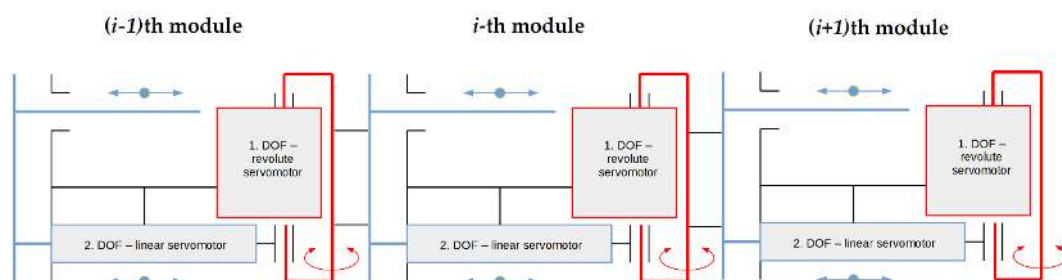 (i-1)th module
i-th module
(i+1)th module
1. DOF –
revolute
servomotor
2. DOF – linear servomotor
1. DOF –
revolute
servomotor
2. DOF – linear servomotor
1. DOF –
revolute
servomotor
2. DOF – linear servomotor